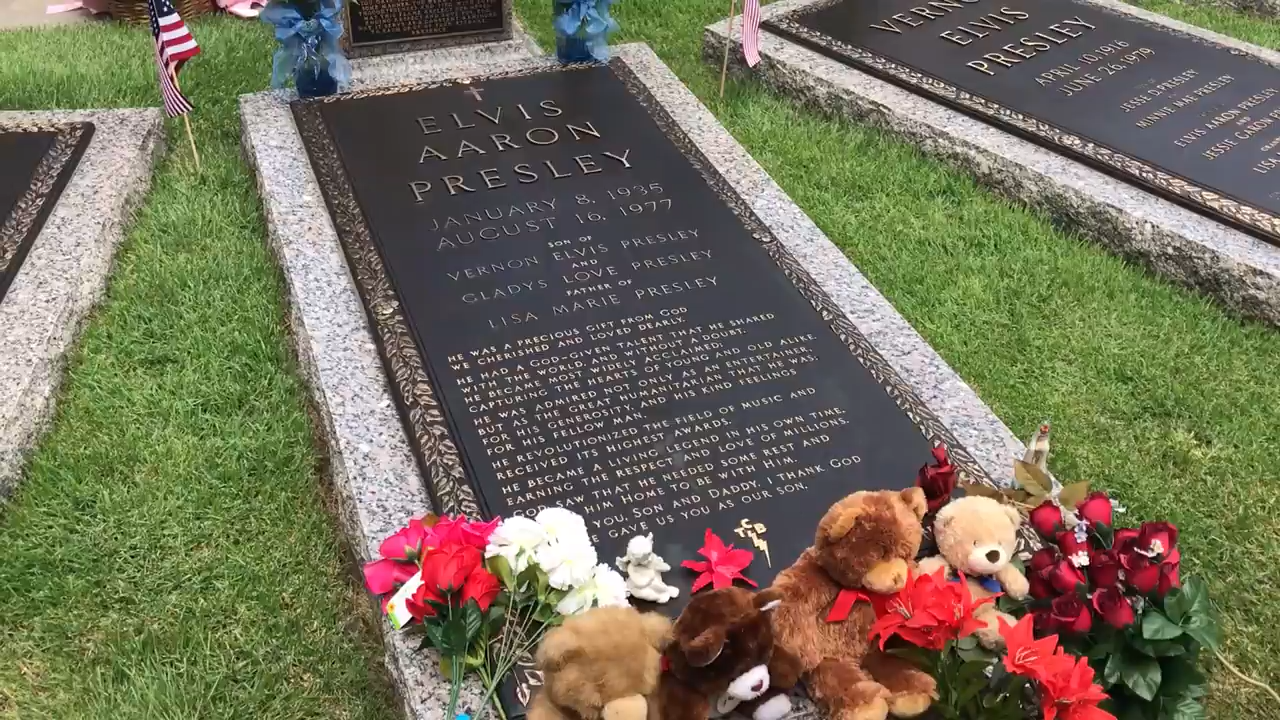 ELVIS
AARON
PRESLEY
JANUARY 8, 1935
AUGUST 16, 1977
SON OF
VERNON ELVIS PRESLEY
AND
GLADYS LOVE PRESLEY
FATHER OF
LISA MARIE PRESLEY
HE WAS A PRECIOUS GIFT FROM GOD
WE CHERISHED AND LOVED DEARLY.
HE HAD A GOD-GIVEN TALENT THAT HE SHARED
WITH THE WORLD. AND WITHOUT A DOUBT,
HE BECAME MOST WIDELY ACCLAIMED;
CAPTURING THE HEARTS OF YOUNG AND OLD ALIKE.
HE WAS ADMIRED NOT ONLY AS AN ENTERTAINER,
BUT AS THE GREAT HUMANITARIAN THAT HE WAS;
FOR HIS GENEROSITY, AND HIS KIND FEELINGS
FOR HIS FELLOW MAN.
HE REVOLUTIONIZED THE FIELD OF MUSIC AND
RECEIVED ITS HIGHEST AWARDS.
HE BECAME A LIVING LEGEND IN HIS OWN TIME,
EARNING THE RESPECT AND LOVE OF MILLIONS.
GOD SAW THAT HE NEEDED SOME REST AND
HIM HOME TO BE WITH HIM.
YOU, SON AND DADDY. I THANK GOD
GAVE US YOU AS OUR SON.
TCB
VERNON
ELVIS
PRESLEY
APRIL 10, 1916
JUNE 26, 1979
JESSE D. PRESLEY
MINNIE MAE PRESLEY
ELVIS AARON PRESLEY
AND
JESSE GARON
LISA